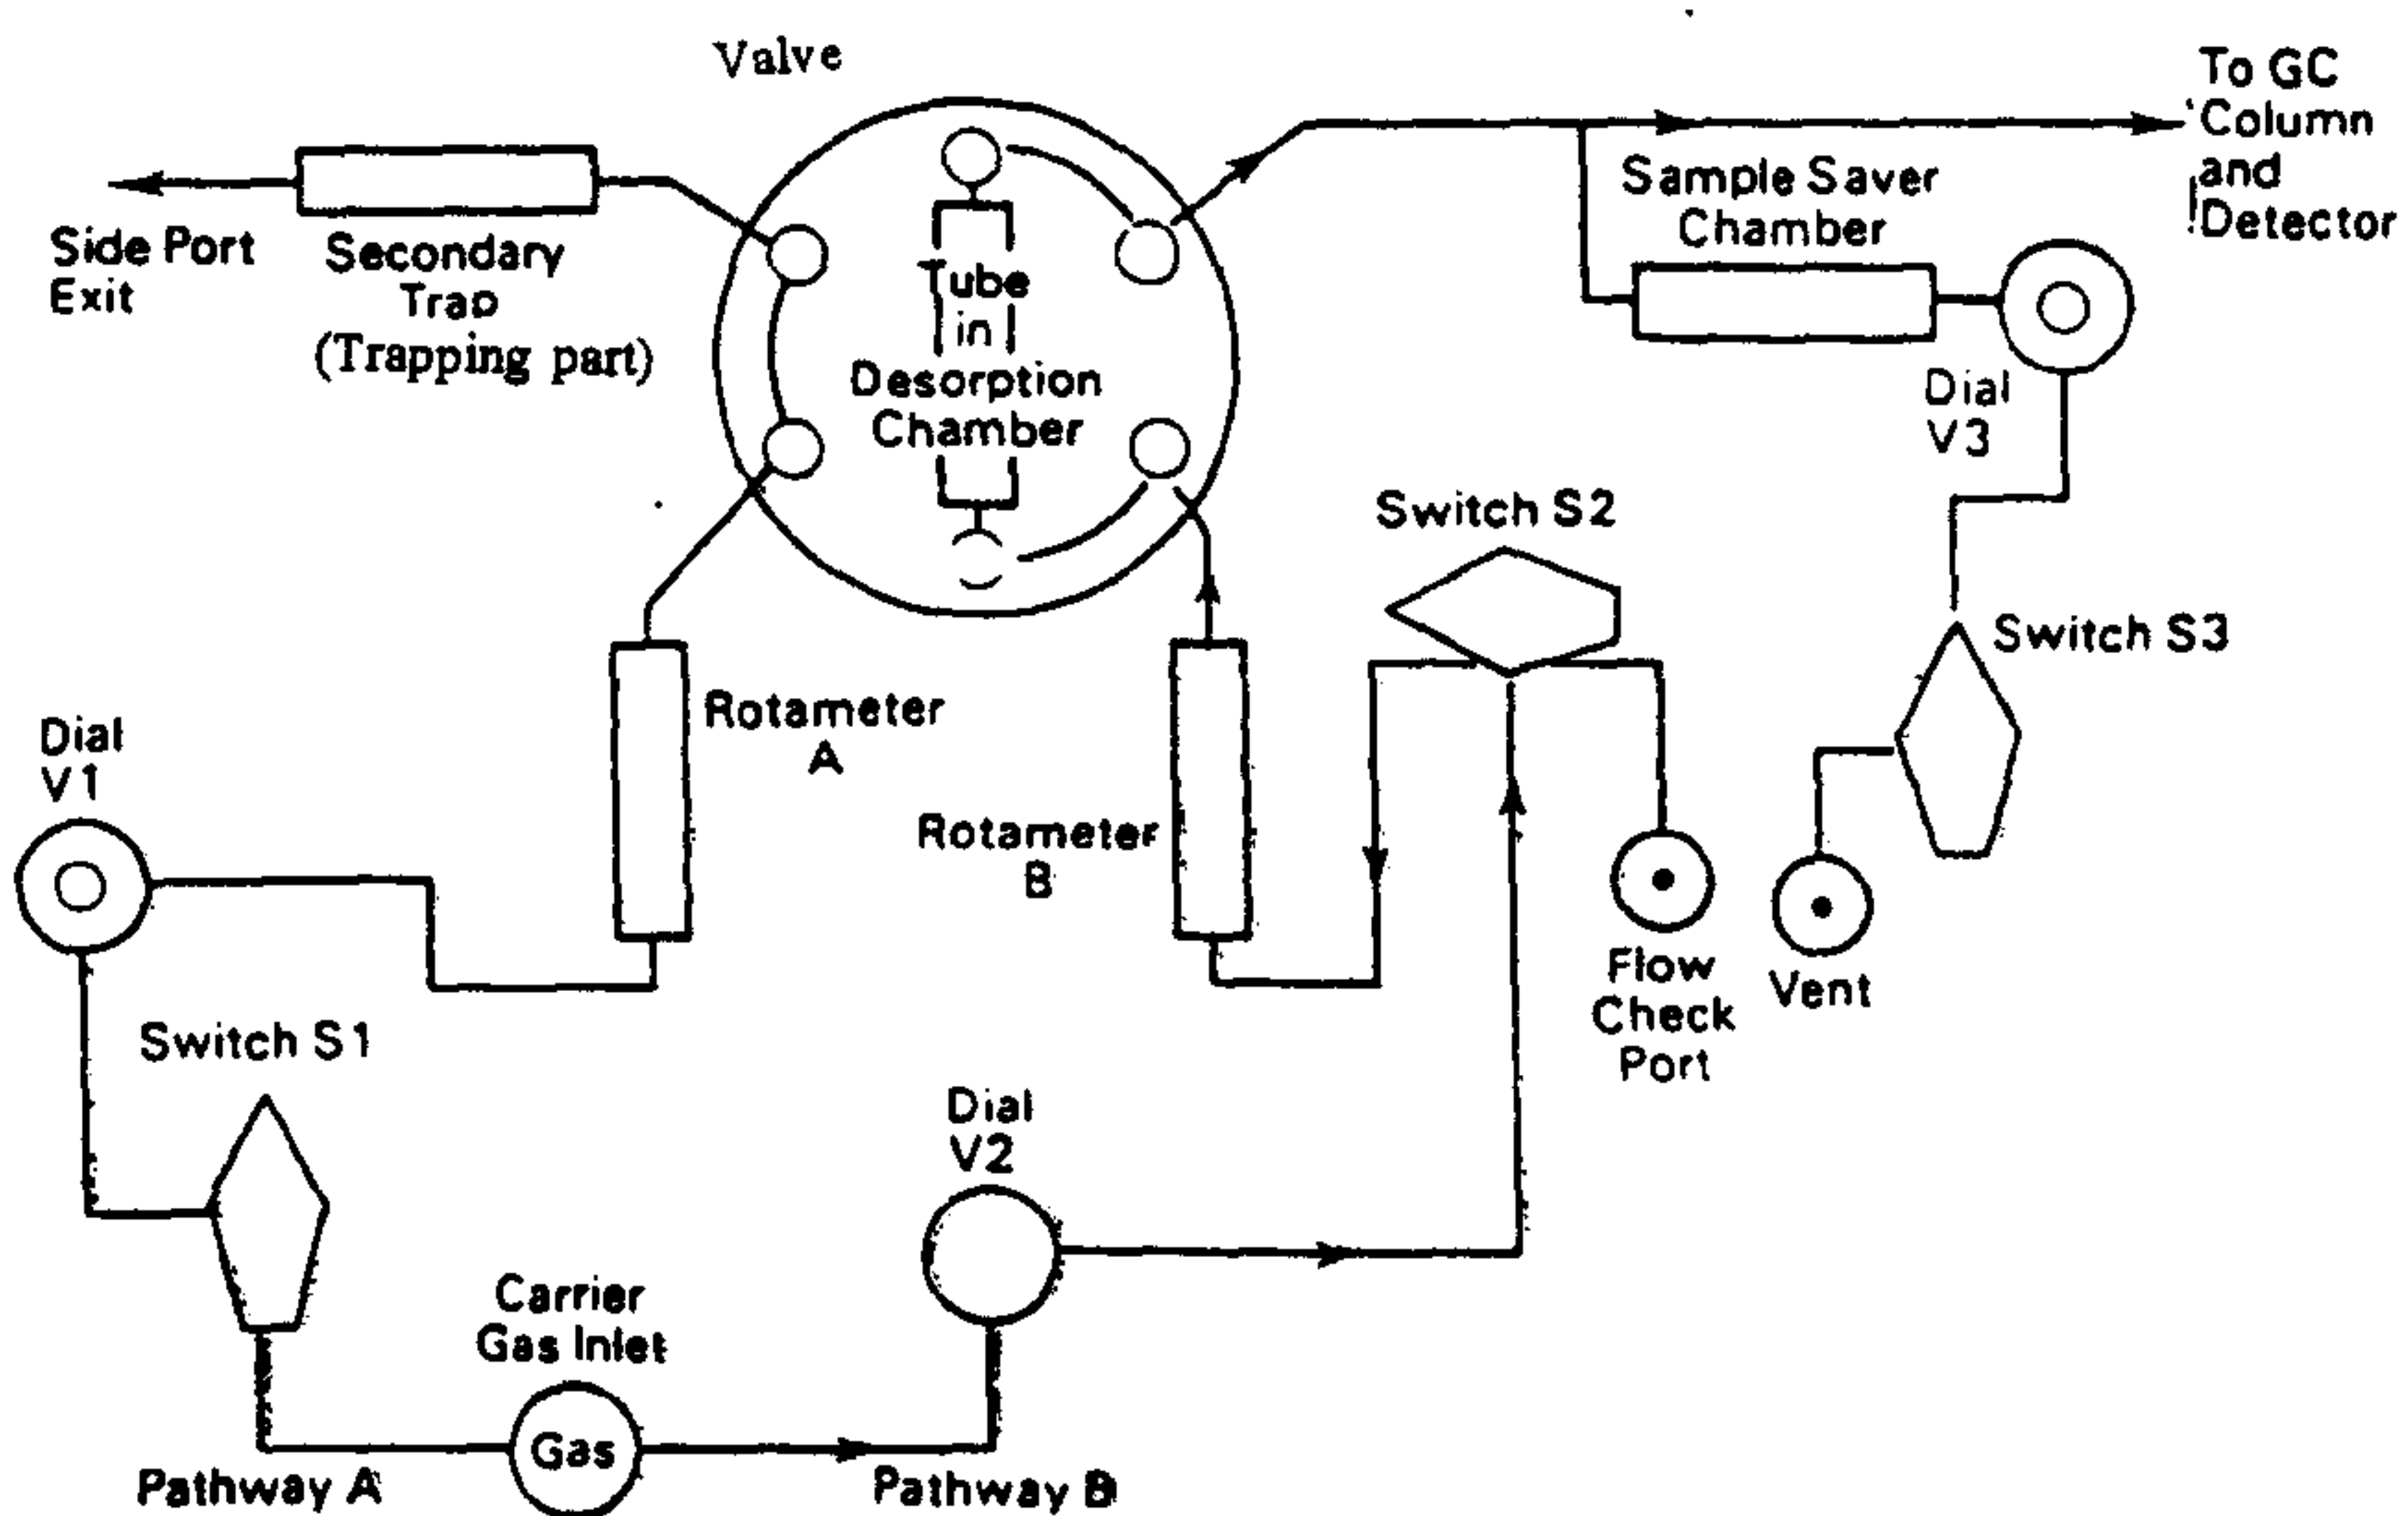 Valve
To GC
Column
and
Detector
Sample Saver
Chamber
Side Port
Exit
Secondary
Trap
(Trapping part)
Tube
in
Desorption
Chamber
Dial
V3
Switch S2
Switch S3
Rotameter
A
Dial
V1
Rotameter
B
Flow
Check
Port
Vent
Switch S1
Dial
V2
Carrier
Gas Inlet
Gas
Pathway A
Pathway B